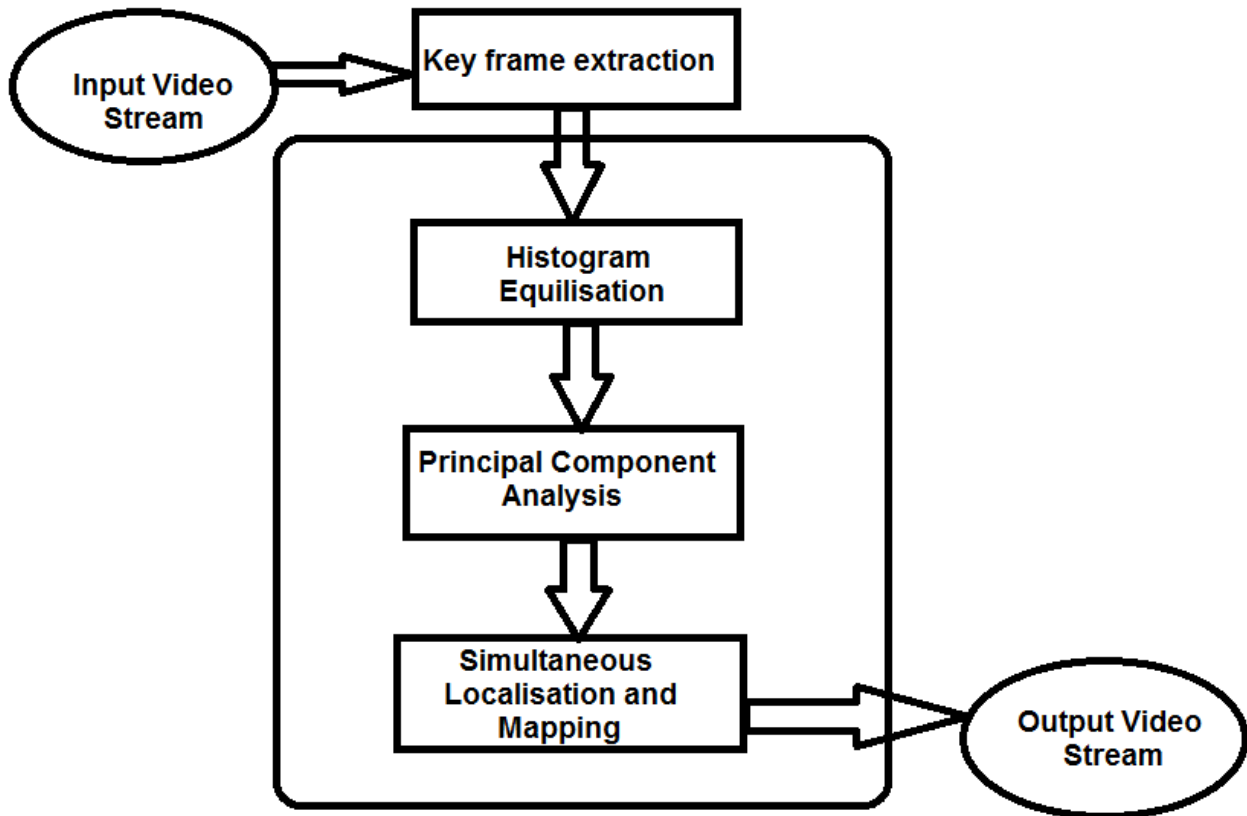 Input Video
Stream
Key frame extraction
Histogram
Equilisation
Principal Component
Analysis
Simultaneous
Localisation and
Mapping
Output Video
Stream